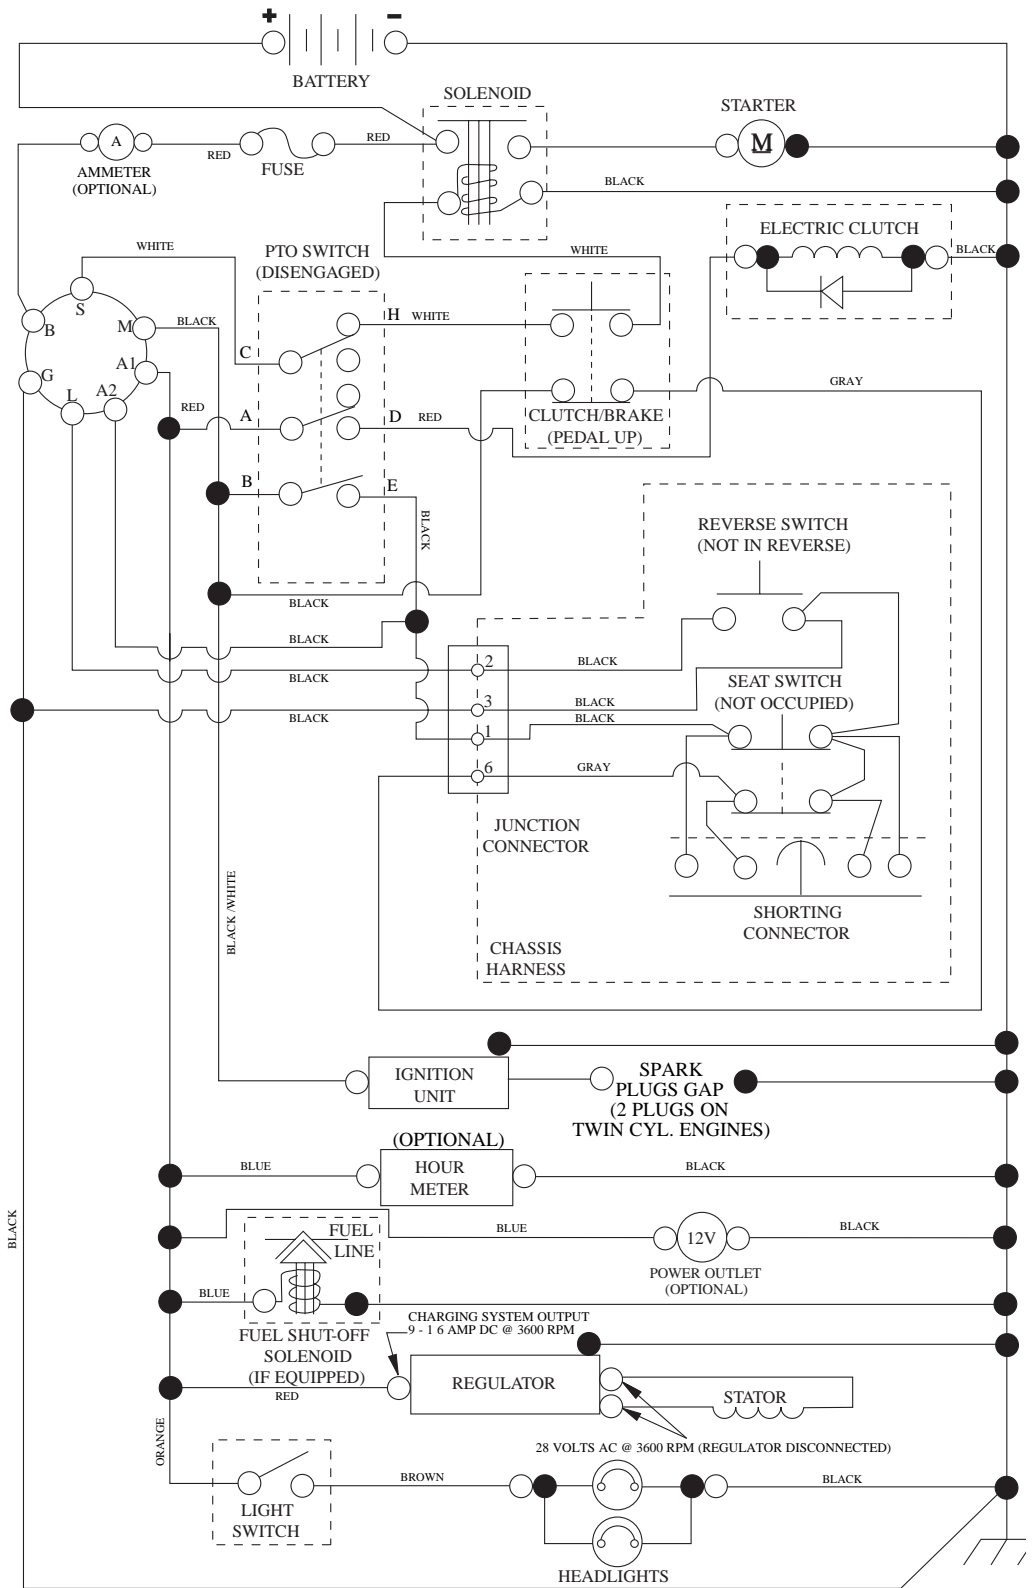 +
-
BATTERY
SOLENOID
STARTER
A
RED
RED
M
AMMETER
(OPTIONAL)
FUSE
BLACK
ELECTRIC CLUTCH
WHITE
PTO SWITCH
(DISENGAGED)
WHITE
BLACK
S
B
M
BLACK
H
WHITE
C
A1
G
A2
L
GRAY
RED
A
D
RED
CLUTCH/BRAKE
(PEDAL UP)
B
E
BLACK
REVERSE SWITCH
(NOT IN REVERSE)
BLACK
BLACK
2
BLACK
BLACK
SEAT SWITCH
(NOT OCCUPIED)
3
BLACK
BLACK
BLACK
1
6
GRAY
JUNCTION
CONNECTOR
BLACK /WHITE
SHORTING
CONNECTOR
CHASSIS
HARNESS
IGNITION
UNIT
SPARK
PLUGS GAP
(2 PLUGS ON
TWIN CYL. ENGINES)
(OPTIONAL)
HOUR
METER
BLUE
BLACK
BLACK
FUEL
LINE
BLUE
12V
BLACK
POWER OUTLET
(OPTIONAL)
BLUE
CHARGING SYSTEM OUTPUT
9 - 1 6 AMP DC @ 3600 RPM
FUEL SHUT-OFF
SOLENOID
(IF EQUIPPED)
RED
REGULATOR
STATOR
ORANGE
28 VOLTS AC @ 3600 RPM (REGULATOR DISCONNECTED)
BROWN
BLACK
LIGHT
SWITCH
HEADLIGHTS